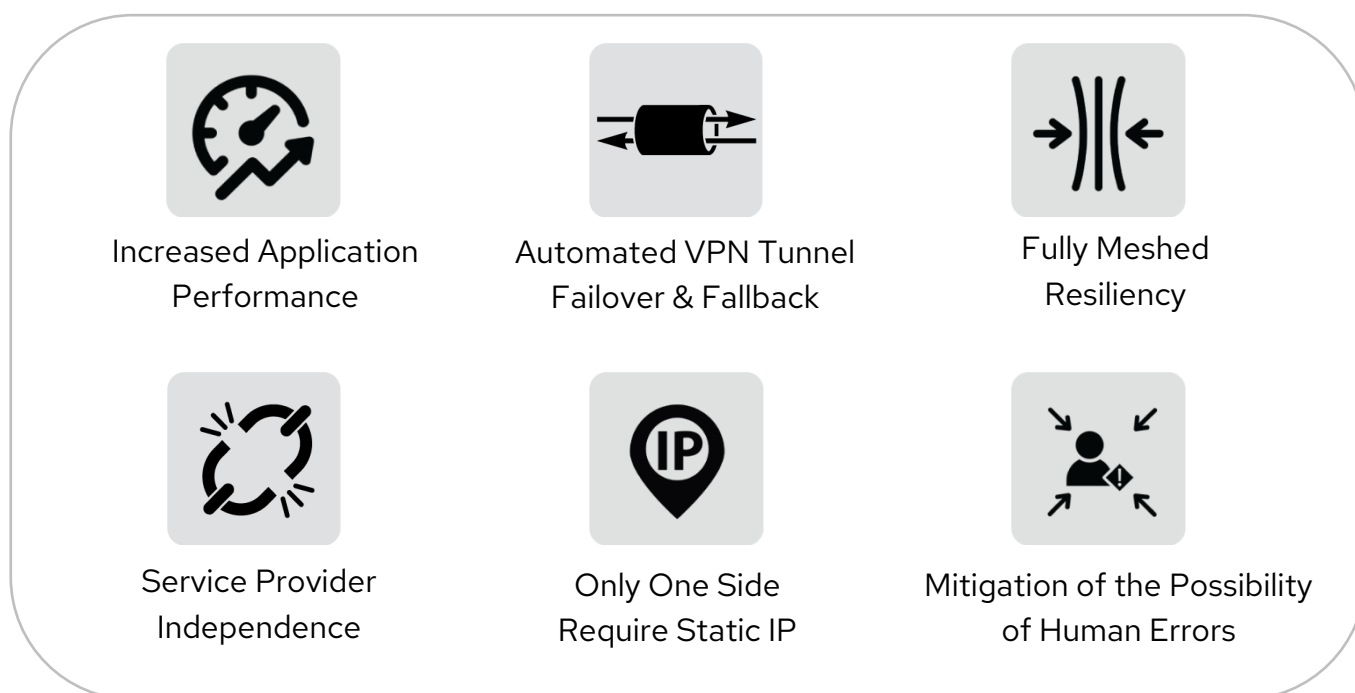 Increased Application
Performance
Automated VPN Tunnel
Failover & Fallback
Fully Meshed
Resiliency
Service Provider
Independence
IP
Only One Side
Require Static IP
!
Mitigation of the Possibility
of Human Errors